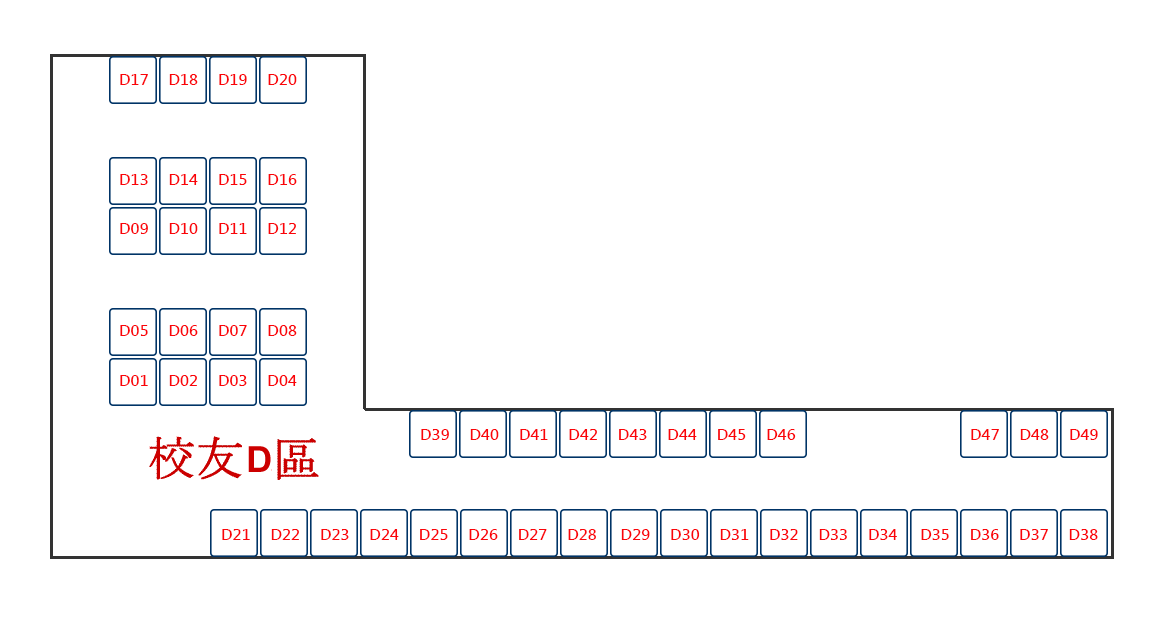 D17 D18 D19 D20
D13 D14 D15 D16
D09 D10 D11 D12
D05 D06 D07 D08
D01 D02 D03 D04
校友D區
D39 D40 D41 D42 D43 D44 D45 D46 D47 D48 D49
D21 D22 D23 D24 D25 D26 D27 D28 D29 D30 D31 D32 D33 D34 D35 D36 D37 D38